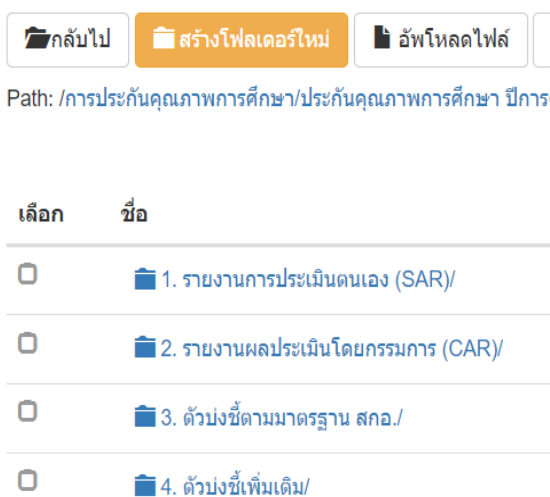 กลับไป สร้างโฟลเดอร์ใหม่ อัพโหลดไฟล์
Path: /การประกันคุณภาพการศึกษา/ประกันคุณภาพการศึกษา ปีการ
เลือก ชื่อ
1. รายงานการประเมินตนเอง (SAR)/
2. รายงานผลประเมินโดยกรรมการ (CAR)/
3. ตัวบ่งชี้ตามมาตรฐาน สกอ./
4. ตัวบ่งชี้เพิ่มเติม/